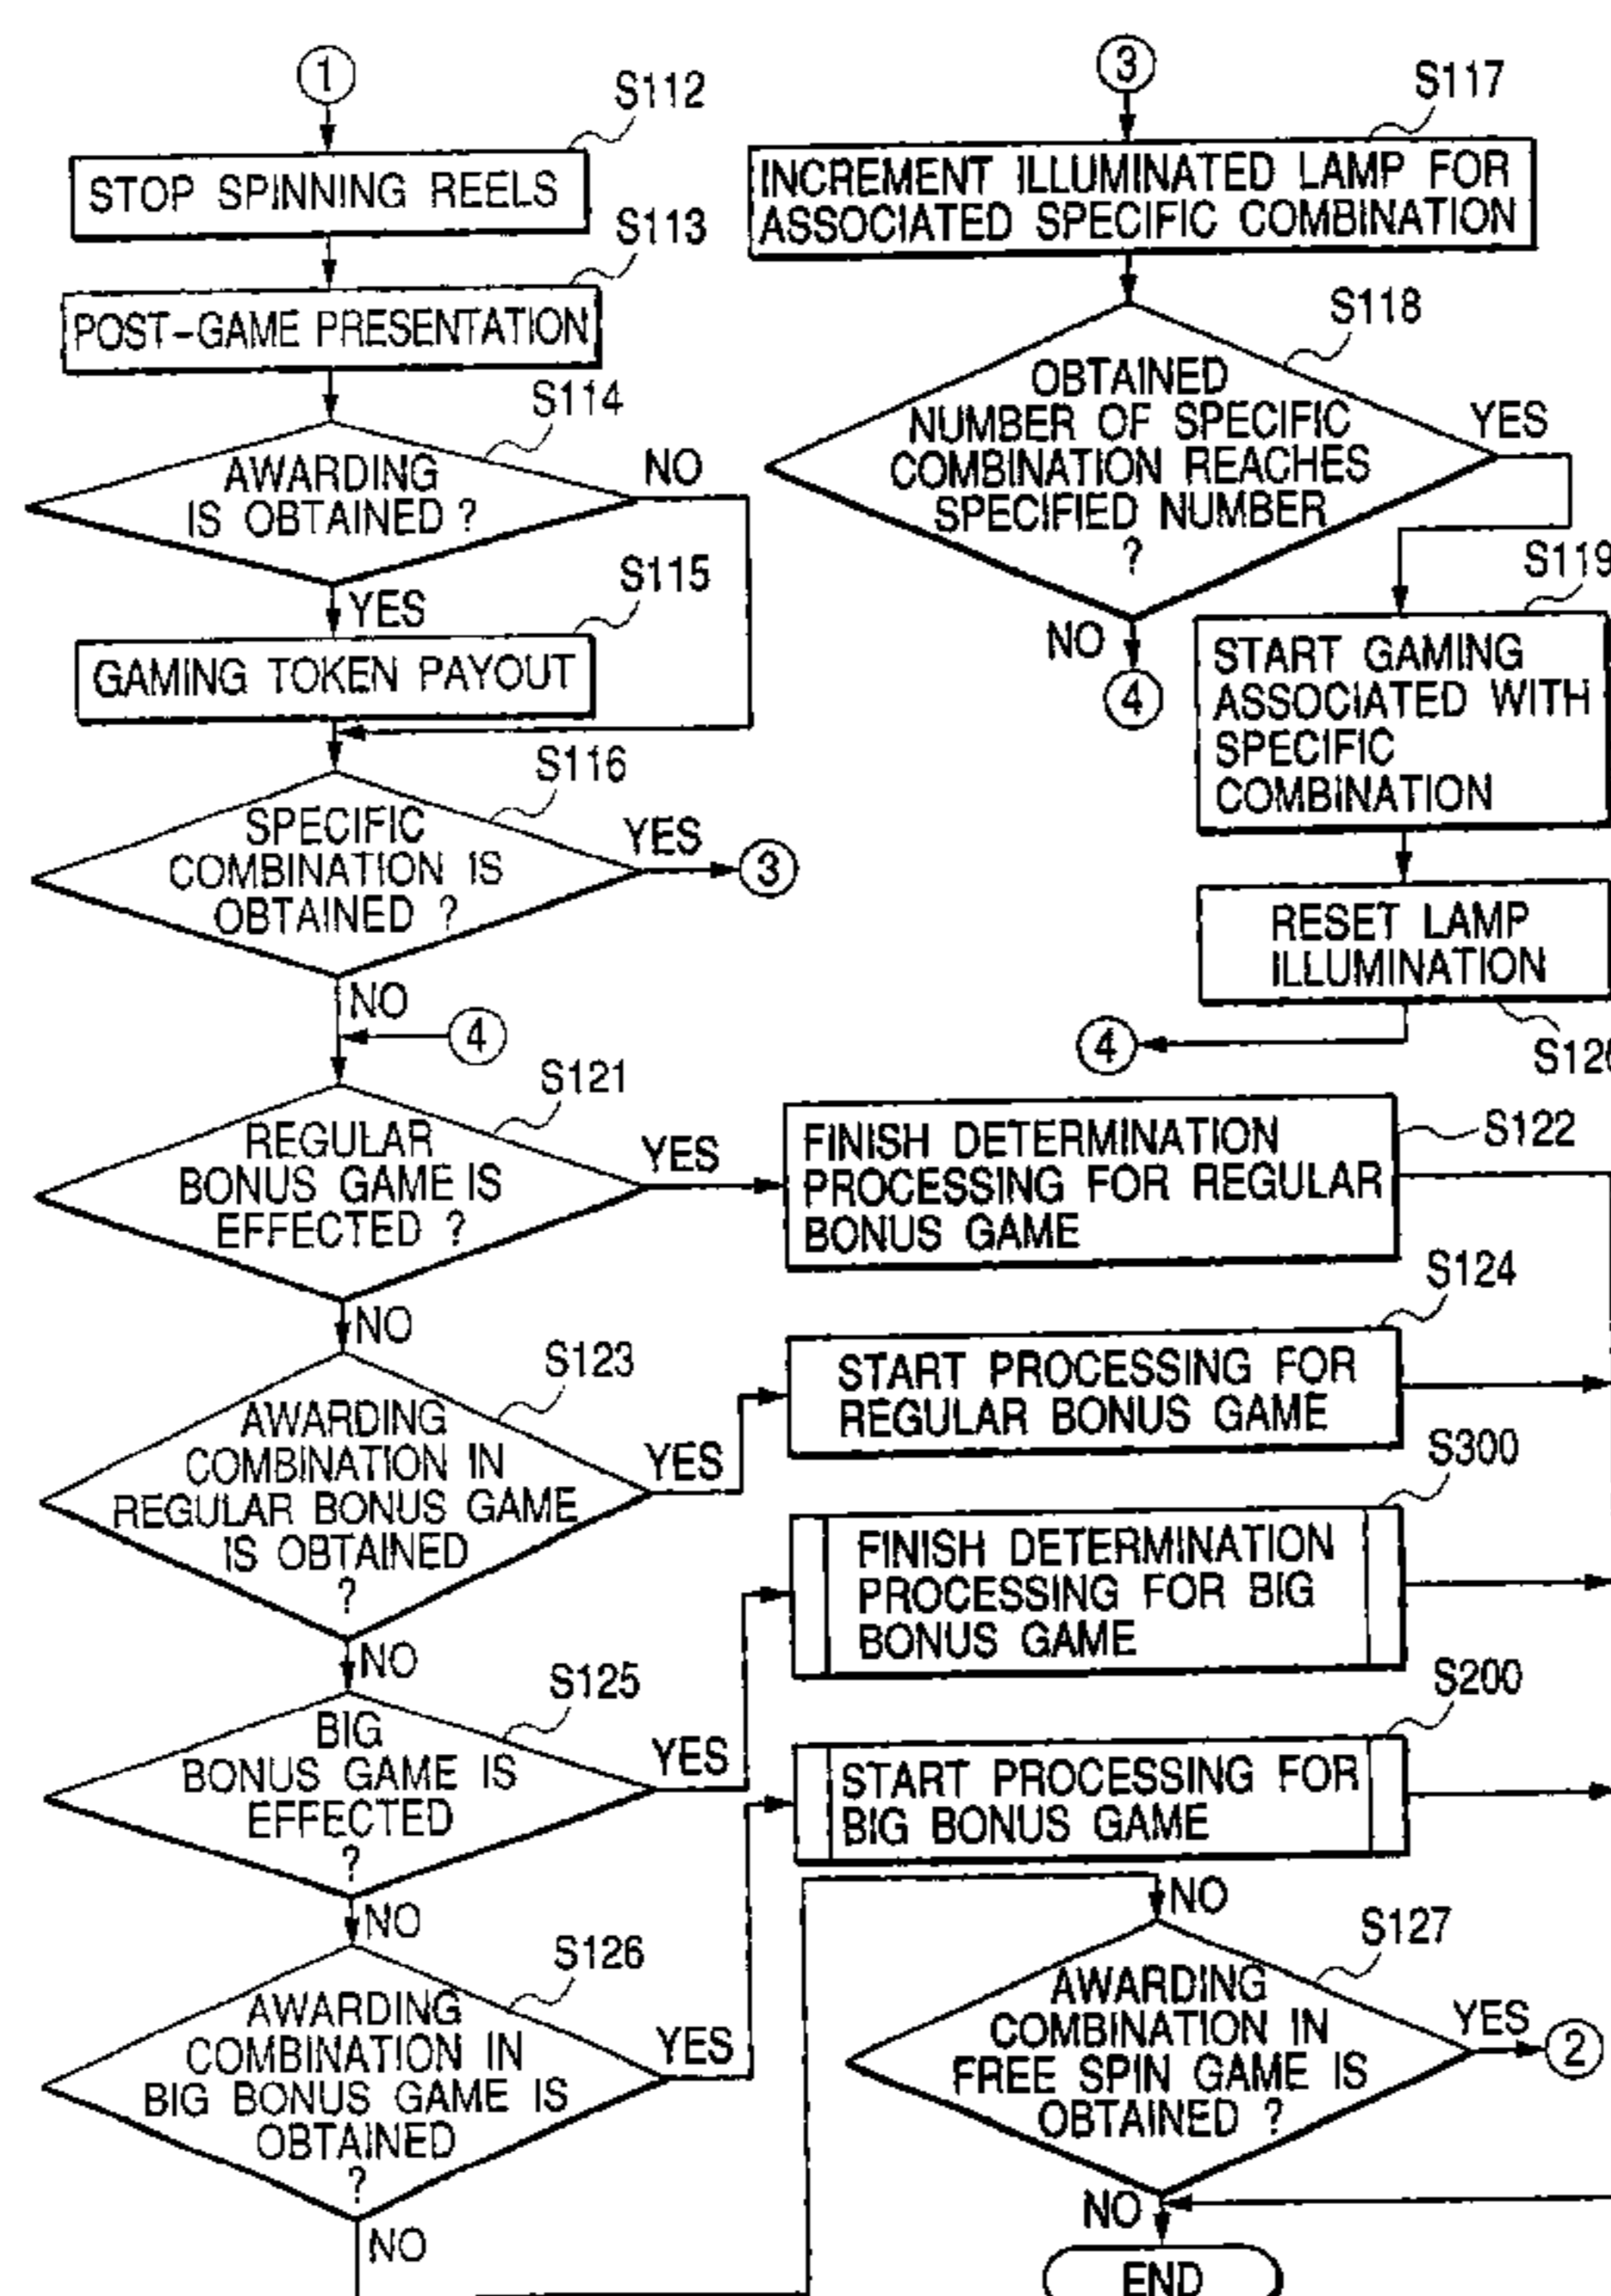 1
S112
STOP SPINNING REELS
S113
POST-GAME PRESENTATION
S114
AWARDING
IS OBTAINED ?
NO
YES
S115
GAMING TOKEN PAYOUT
S116
SPECIFIC
COMBINATION IS
OBTAINED ?
YES
3
NO
4
S121
REGULAR
BONUS GAME IS
EFFECTED ?
YES
S122
FINISH DETERMINATION
PROCESSING FOR REGULAR
BONUS GAME
NO
S123
AWARDING
COMBINATION IN
REGULAR BONUS GAME
IS OBTAINED
?
YES
S124
START PROCESSING FOR
REGULAR BONUS GAME
NO
S125
BIG
BONUS GAME IS
EFFECTED
?
YES
S300
FINISH DETERMINATION
PROCESSING FOR BIG
BONUS GAME
NO
S126
AWARDING
COMBINATION IN
BIG BONUS GAME IS
OBTAINED
?
YES
S200
START PROCESSING FOR
BIG BONUS GAME
NO
3
S117
INCREMENT ILLUMINATED LAMP FOR
ASSOCIATED SPECIFIC COMBINATION
S118
OBTAINED
NUMBER OF SPECIFIC
COMBINATION REACHES
SPECIFIED NUMBER
?
YES
NO
4
S119
START GAMING
ASSOCIATED WITH
SPECIFIC
COMBINATION
RESET LAMP
ILLUMINATION
S120
4
NO
S127
AWARDING
COMBINATION IN
FREE SPIN GAME IS
OBTAINED ?
YES
2
NO
END